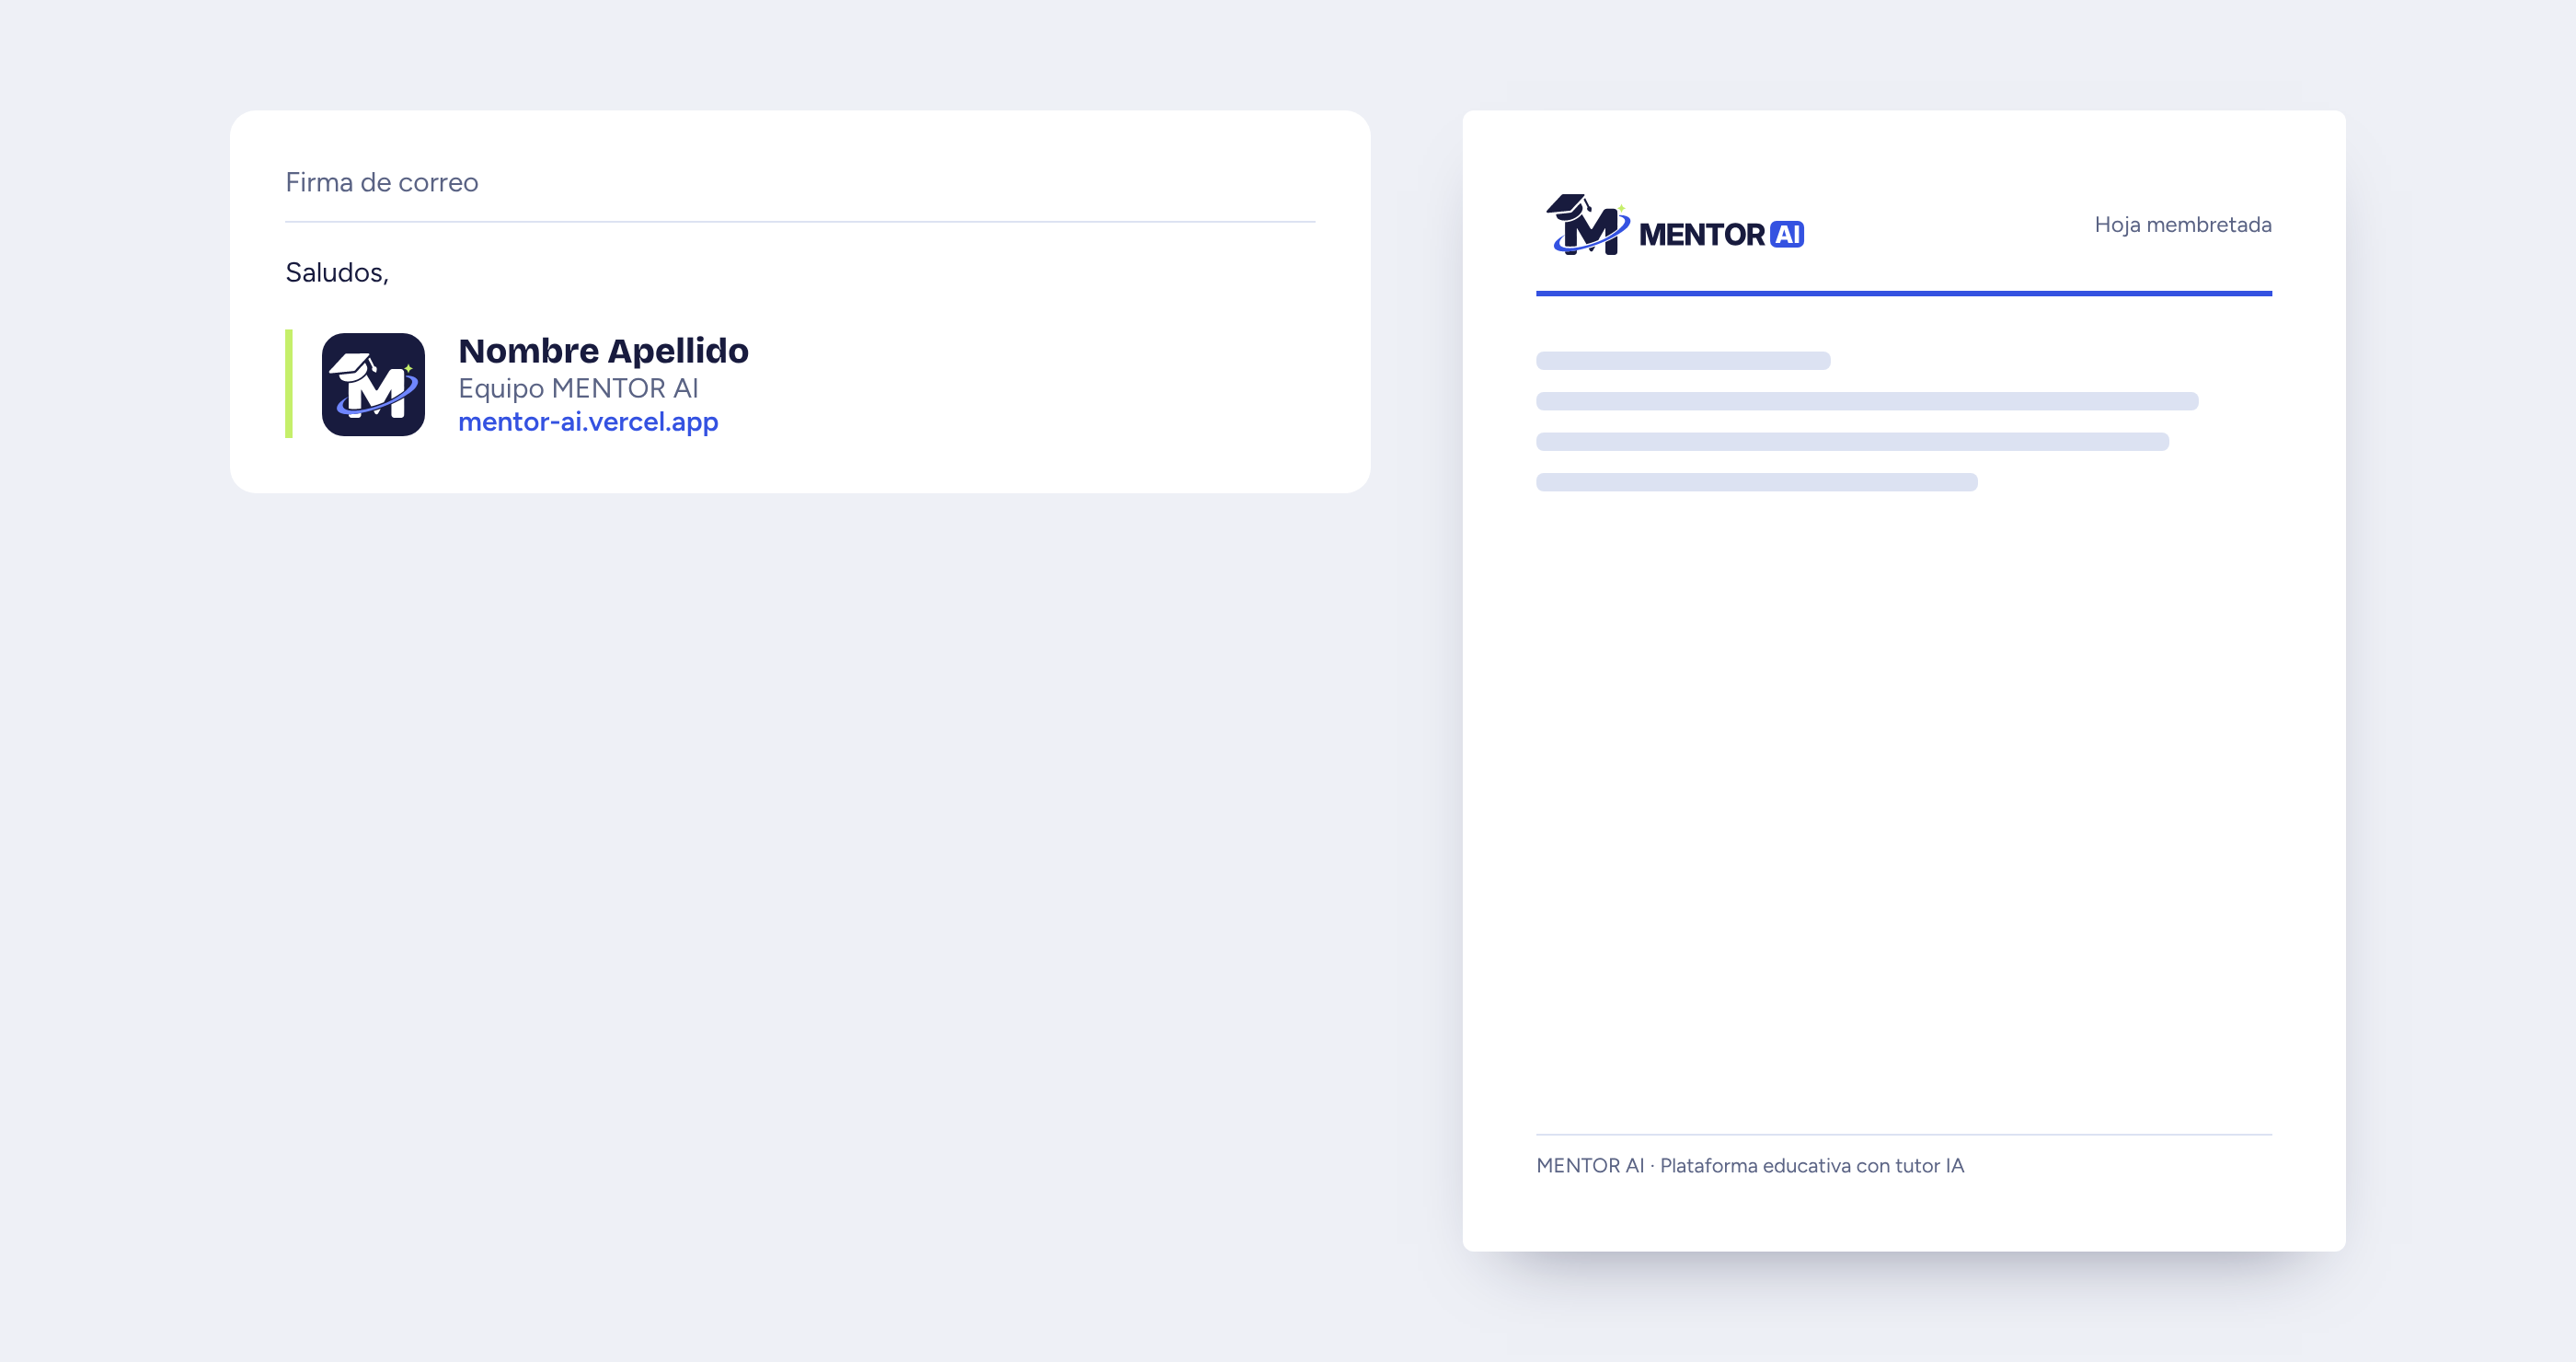 Firma de correo
Saludos,
M
Nombre Apellido
Equipo MENTOR AI
mentor-ai.vercel.app
M MENTOR AI
Hoja membretada
MENTOR AI · Plataforma educativa con tutor IA